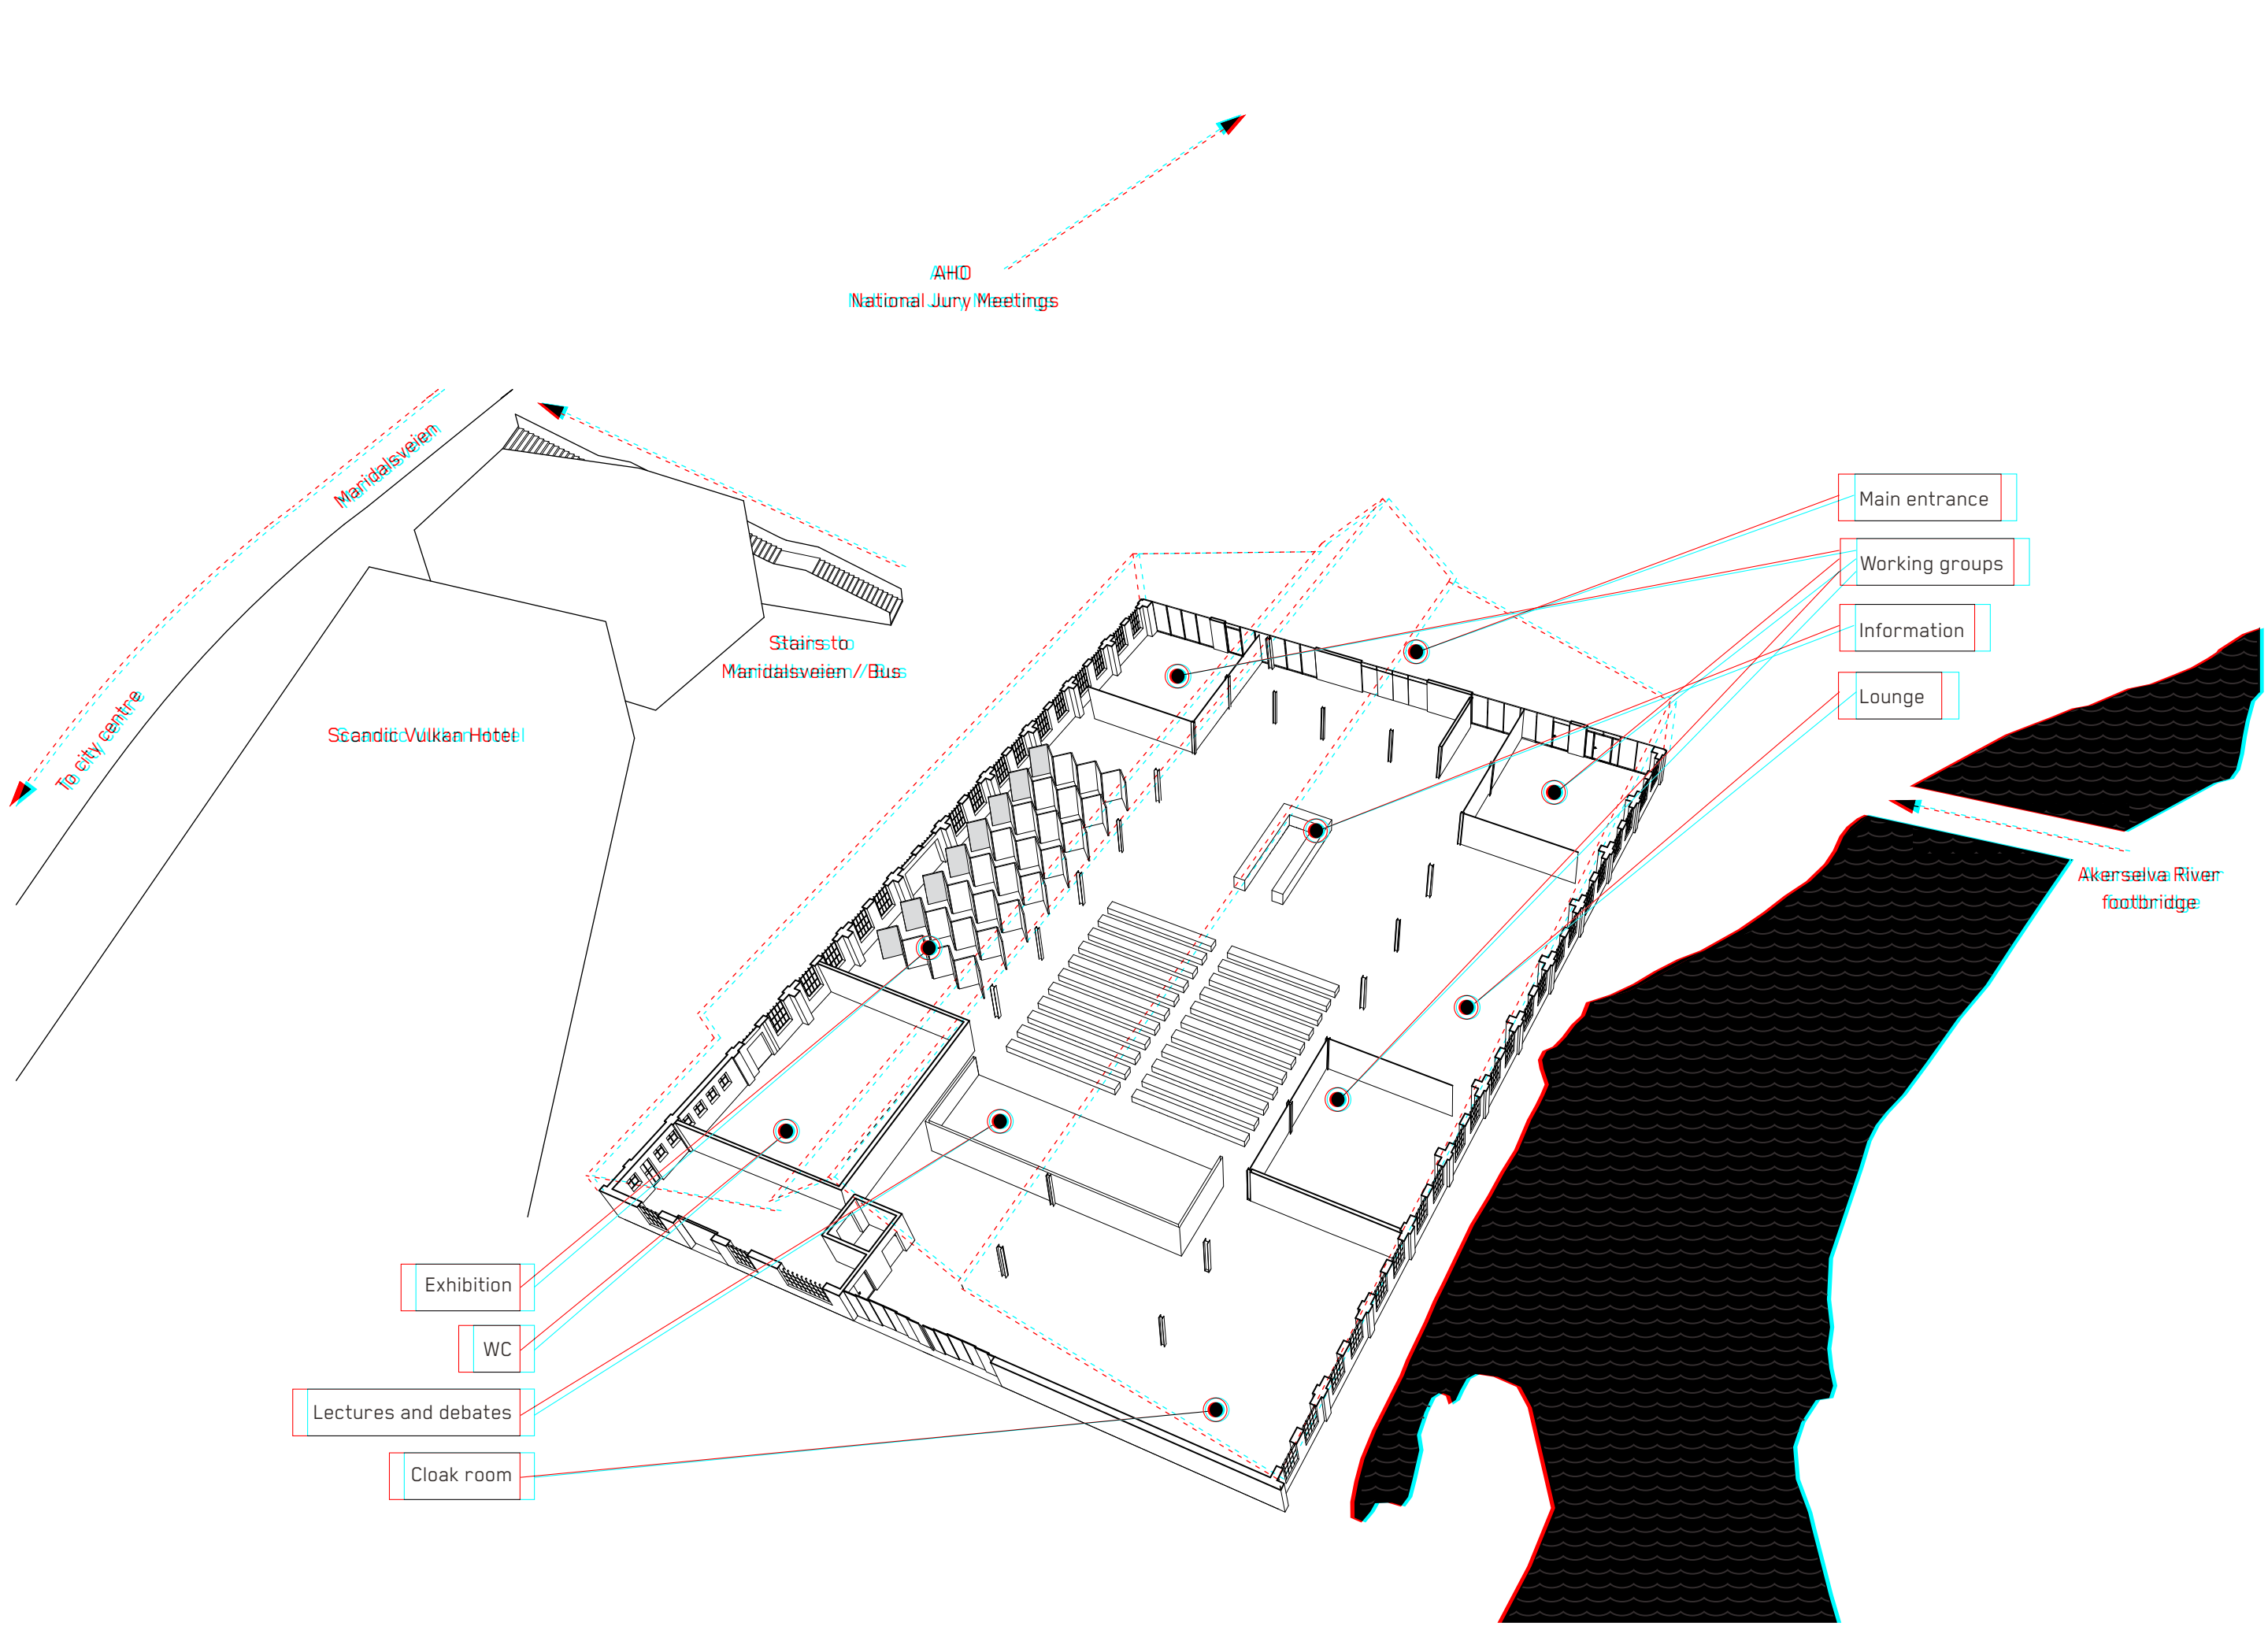 AHO
National Jury Meetings
Maridalsveien
To city centre
Scandic Vulkan Hotel
Stairs to
Maridalsveien / Bus
Main entrance
Working groups
Information
Lounge
Akerselva River
footbridge
Exhibition
WC
Lectures and debates
Cloak room